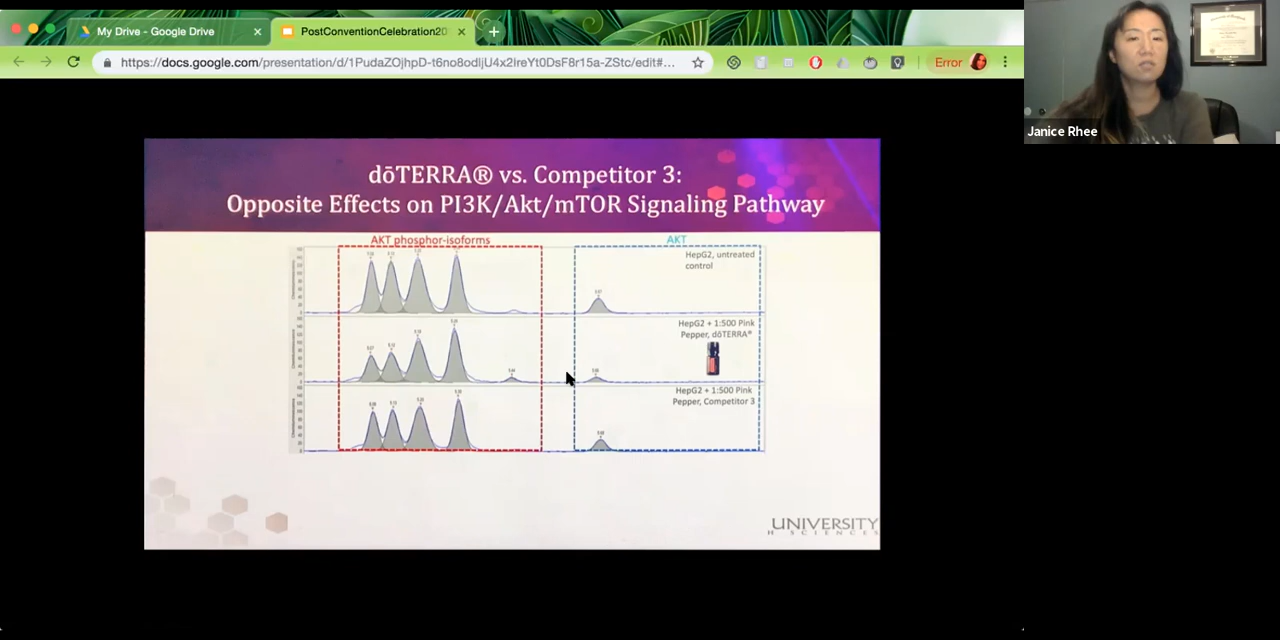 My Drive - Google Drive
PostConventionCelebration20
https://docs.google.com/presentation/d/1PudaZOjhpD-t6no8odljU4x2ireYt0DsF8r15a-ZStc/edit#...
Error
Janice Rhee
dōTERRA® vs. Competitor 3:
Opposite Effects on PI3K/Akt/mTOR Signaling Pathway
AKT phosphor-isoforms
AKT
HepG2, untreated
control
HepG2 + 1:500 Pink
Pepper, dōTERRA®
HepG2 + 1:500 Pink
Pepper, Competitor 3
UNIVERSITY
H SCIENCES